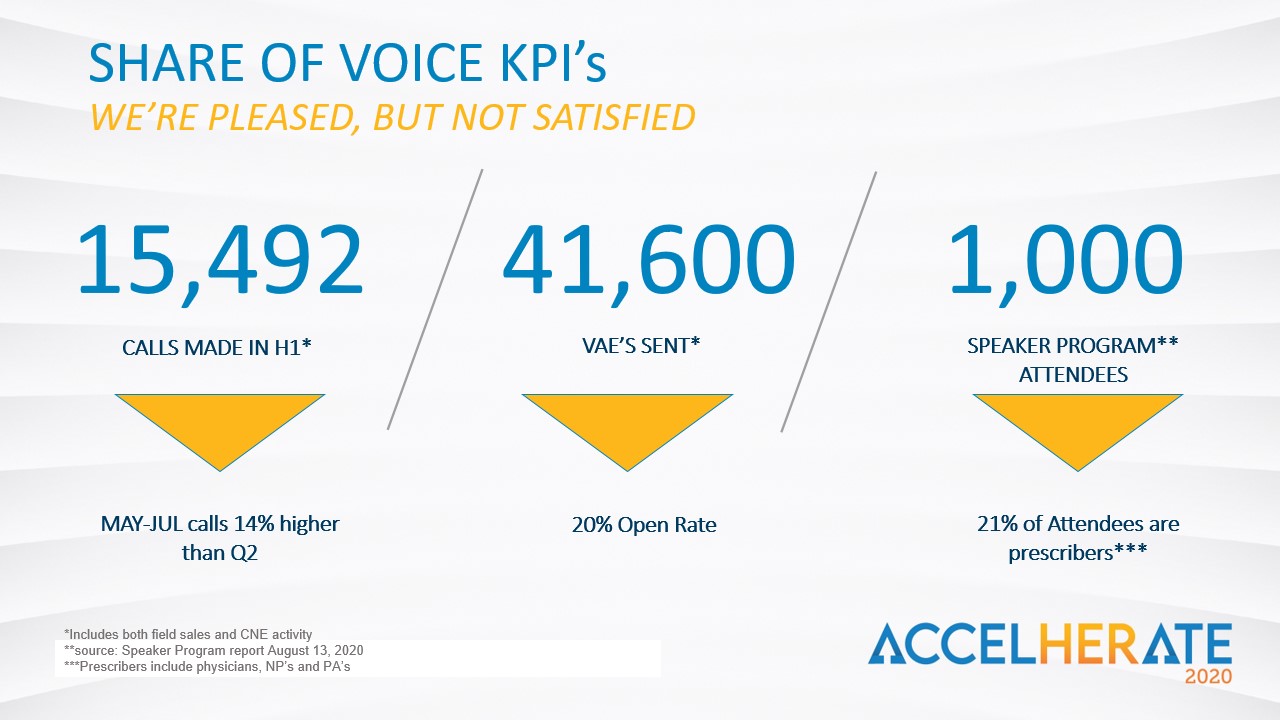 SHARE OF VOICE KPI’s
WE’RE PLEASED, BUT NOT SATISFIED
15,492
CALLS MADE IN H1*
MAY-JUL calls 14% higher
than Q2
41,600
VAE’S SENT*
20% Open Rate
1,000
SPEAKER PROGRAM**
ATTENDEES
21% of Attendees are
prescribers***
*Includes both field sales and CNE activity
**source: Speaker Program report August 13, 2020
***Prescribers include physicians, NP’s and PA’s
ACCELHERATE
2020